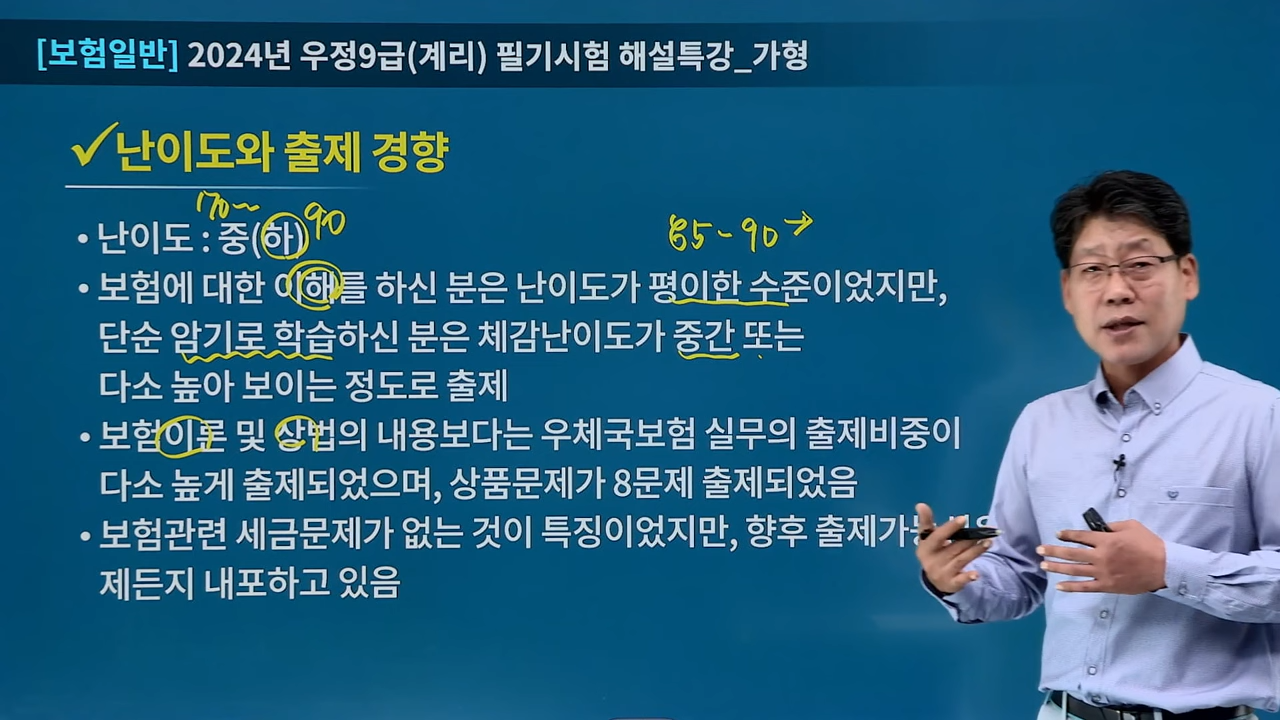 [보험일반] 2024년 우정9급(계리) 필기시험 해설특강_가형
✓난이도와 출제 경향
70~ 90
• 난이도 : 중(하)
85-90→
• 보험에 대한 이해를 하신 분은 난이도가 평이한 수준이었지만,
단순 암기로 학습하신 분은 체감난이도가 중간 또는
다소 높아 보이는 정도로 출제
• 보험이론 및 상법의 내용보다는 우체국보험 실무의 출제비중이
다소 높게 출제되었으며, 상품문제가 8문제 출제되었음
• 보험관련 세금문제가 없는 것이 특징이었지만, 향후 출제가능
제든지 내포하고 있음